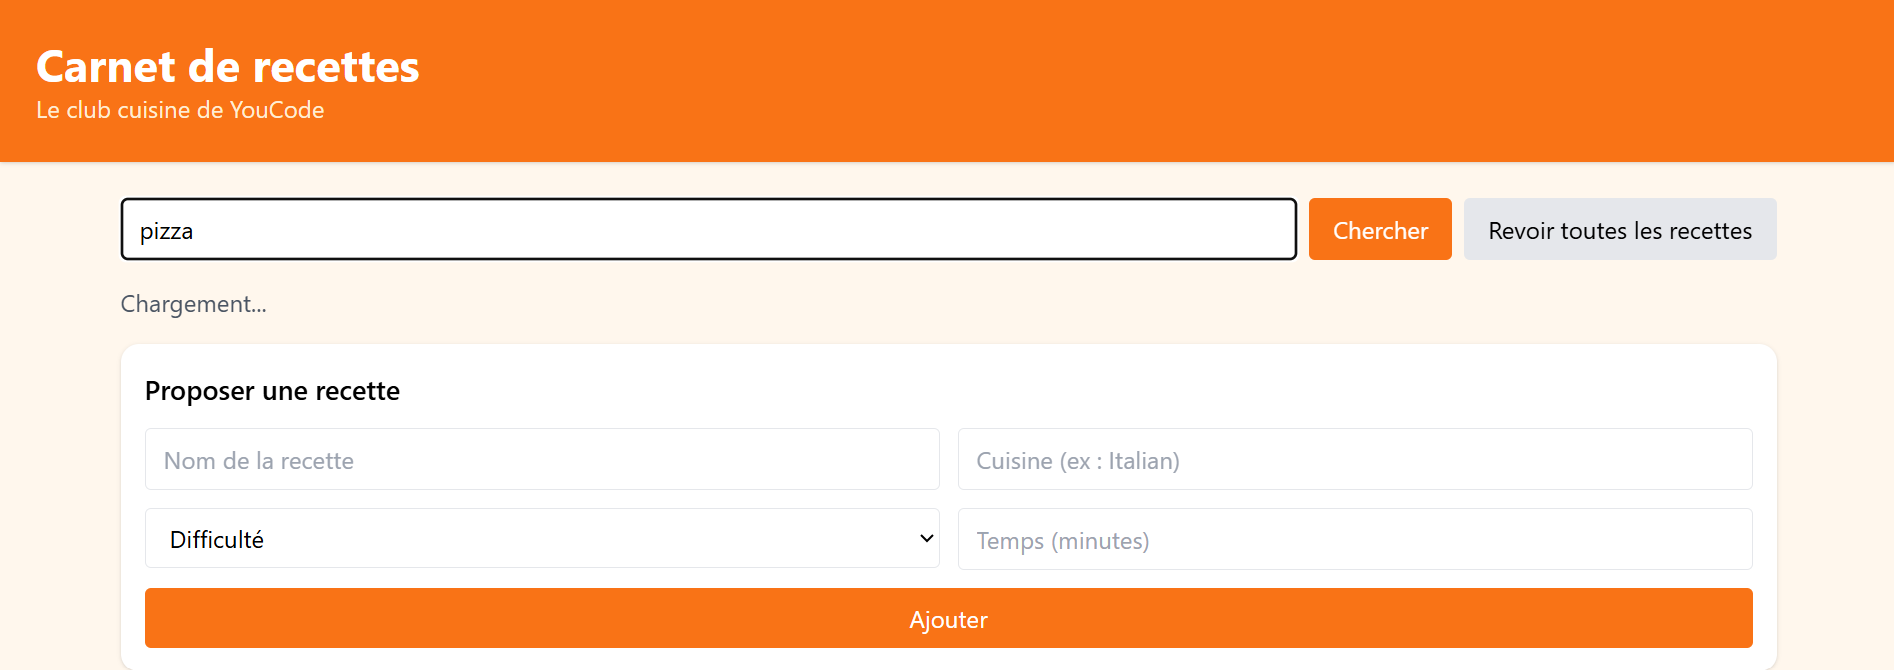 Carnet de recettes
Le club cuisine de YouCode
pizza
Chercher
Revoir toutes les recettes
Chargement...
Proposer une recette
Nom de la recette
Cuisine (ex : Italian)
Difficulté
Temps (minutes)
Ajouter